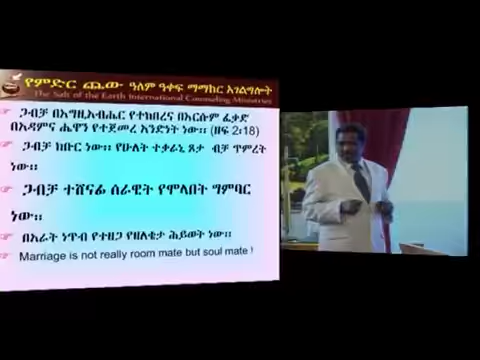 የምድር ጨው ዓለም ዓቀፍ ማማከር አገልግሎት
The Salt of the Earth International Counseling Ministries
ጋብቻ በእግዚአብሔር የተከበረና በእርሱም ፈቃድ
በአዳምና ሔዋን የተጀመረ አንድነት ነው፡፡ (ዘፍ 2፡18)
ጋብቻ ክቡር ነው፡፡ የሁለት ተቃራኒ ጾታ ብቻ ጥምረት
ነው፡፡
ጋብቻ ተሸናፊ ሰራዊት የሞላበት ግምባር
ነው፡፡
በአራት ነጥብ የተዘጋ የዘለቄታ ሕይወት ነው፡፡
Marriage is not really room mate but soul mate !